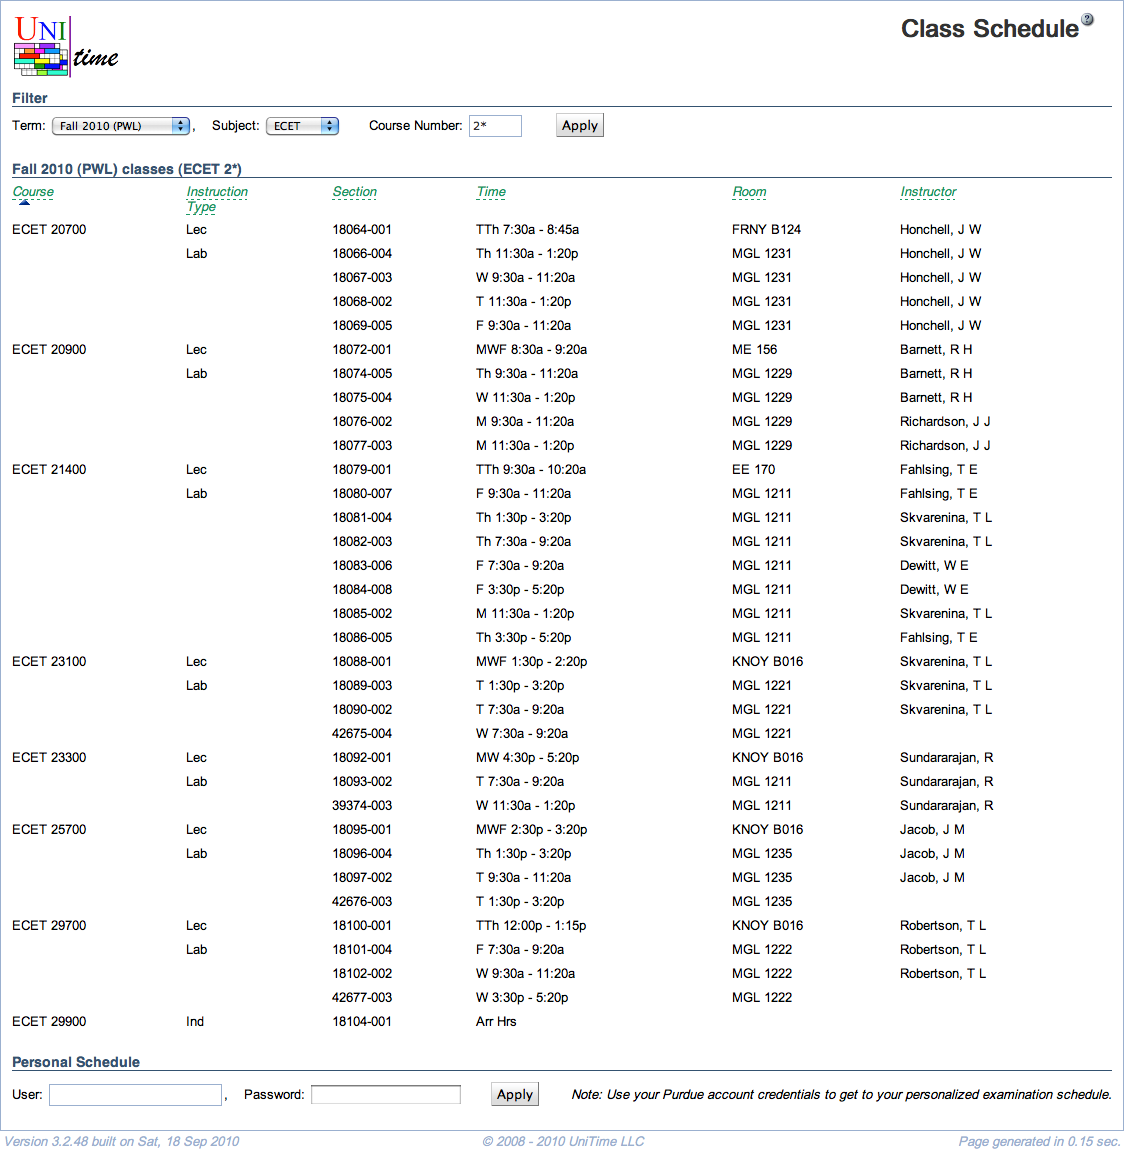 UNI
time
Class Schedule ?
Filter
Term: Fall 2010 (PWL) , Subject: ECET Course Number: 2* Apply
Fall 2010 (PWL) classes (ECET 2*)
Course Instruction Type Section Time Room Instructor
ECET 20700 Lec 18064-001 TTh 7:30a - 8:45a FRNY B124 Honchell, J W
Lab 18066-004 Th 11:30a - 1:20p MGL 1231 Honchell, J W
18067-003 W 9:30a - 11:20a MGL 1231 Honchell, J W
18068-002 T 11:30a - 1:20p MGL 1231 Honchell, J W
18069-005 F 9:30a - 11:20a MGL 1231 Honchell, J W
ECET 20900 Lec 18072-001 MWF 8:30a - 9:20a ME 156 Barnett, R H
Lab 18074-005 Th 9:30a - 11:20a MGL 1229 Barnett, R H
18075-004 W 11:30a - 1:20p MGL 1229 Barnett, R H
18076-002 M 9:30a - 11:20a MGL 1229 Richardson, J J
18077-003 M 11:30a - 1:20p MGL 1229 Richardson, J J
ECET 21400 Lec 18079-001 TTh 9:30a - 10:20a EE 170 Fahlsing, T E
Lab 18080-007 F 9:30a - 11:20a MGL 1211 Fahlsing, T E
18081-004 Th 1:30p - 3:20p MGL 1211 Skvarenina, T L
18082-003 Th 7:30a - 9:20a MGL 1211 Skvarenina, T L
18083-006 F 7:30a - 9:20a MGL 1211 Dewitt, W E
18084-008 F 3:30p - 5:20p MGL 1211 Dewitt, W E
18085-002 M 11:30a - 1:20p MGL 1211 Skvarenina, T L
18086-005 Th 3:30p - 5:20p MGL 1211 Fahlsing, T E
ECET 23100 Lec 18088-001 MWF 1:30p - 2:20p KNOY B016 Skvarenina, T L
Lab 18089-003 T 1:30p - 3:20p MGL 1221 Skvarenina, T L
18090-002 T 7:30a - 9:20a MGL 1221 Skvarenina, T L
42675-004 W 7:30a - 9:20a MGL 1221
ECET 23300 Lec 18092-001 MW 4:30p - 5:20p KNOY B016 Sundararajan, R
Lab 18093-002 T 7:30a - 9:20a MGL 1211 Sundararajan, R
39374-003 W 11:30a - 1:20p MGL 1211 Sundararajan, R
ECET 25700 Lec 18095-001 MWF 2:30p - 3:20p KNOY B016 Jacob, J M
Lab 18096-004 Th 1:30p - 3:20p MGL 1235 Jacob, J M
18097-002 T 9:30a - 11:20a MGL 1235 Jacob, J M
42676-003 T 1:30p - 3:20p MGL 1235
ECET 29700 Lec 18100-001 TTh 12:00p - 1:15p KNOY B016 Robertson, T L
Lab 18101-004 F 7:30a - 9:20a MGL 1222 Robertson, T L
18102-002 W 9:30a - 11:20a MGL 1222 Robertson, T L
42677-003 W 3:30p - 5:20p MGL 1222
ECET 29900 Ind 18104-001 Arr Hrs
Personal Schedule
User: , Password: Apply Note: Use your Purdue account credentials to get to your personalized examination schedule.
Version 3.2.48 built on Sat, 18 Sep 2010 © 2008 - 2010 UniTime LLC Page generated in 0.15 sec.